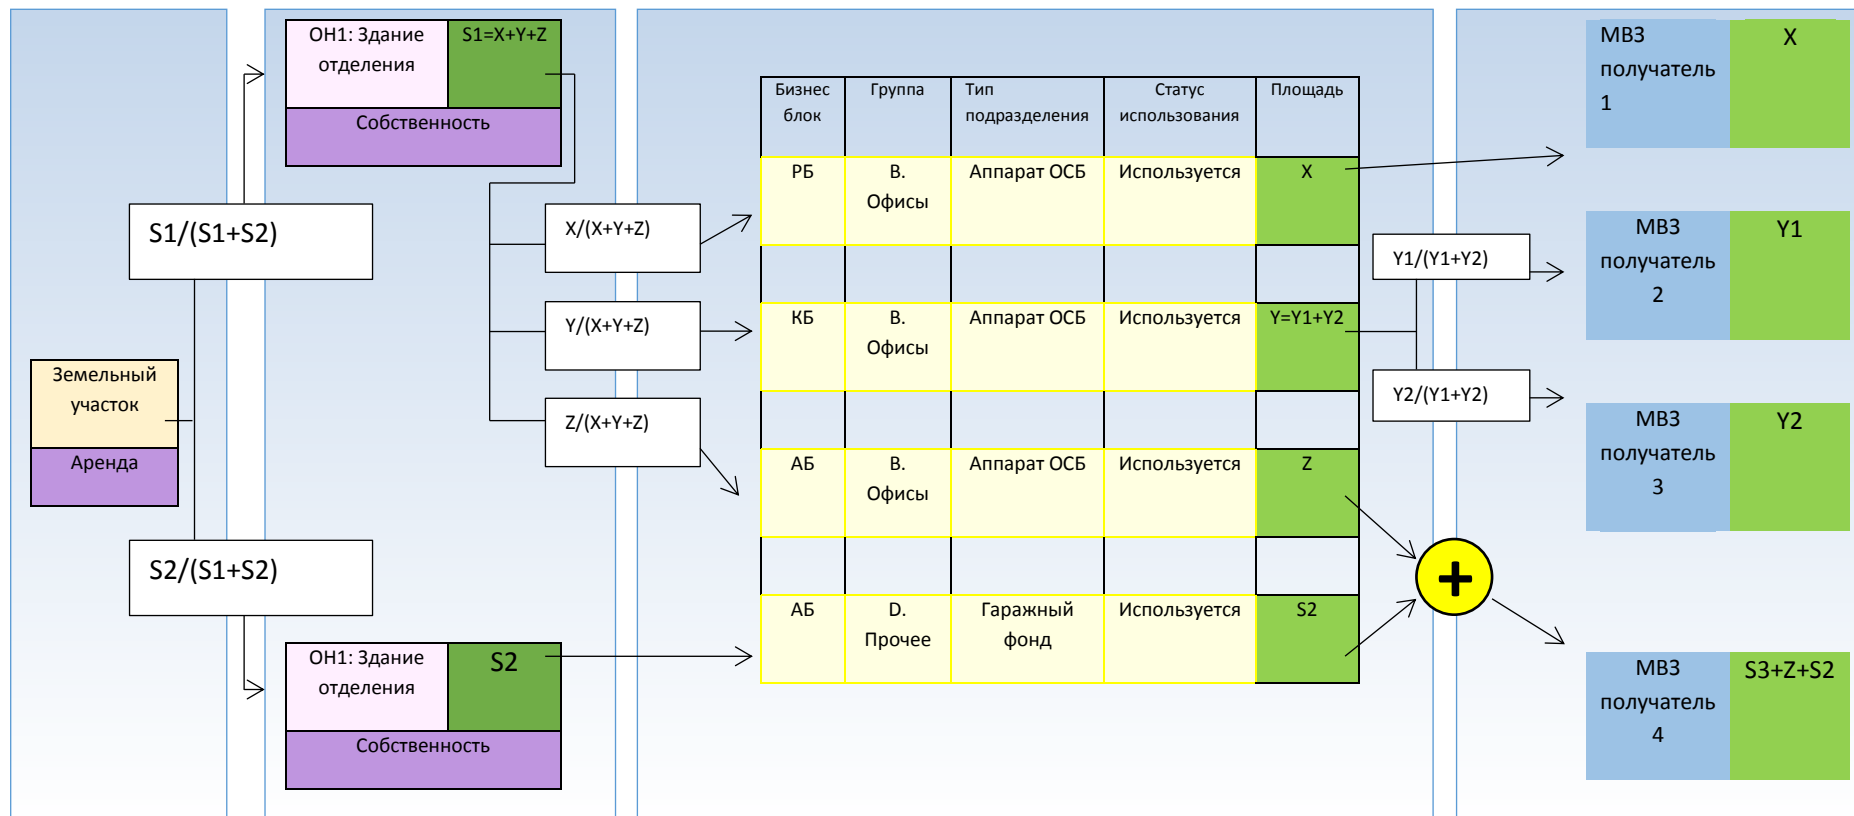 ОН1: Здание
отделения
S1=X+Y+Z
Собственность
S1/(S1+S2)
Земельный
участок
Аренда
S2/(S1+S2)
ОН1: Здание
отделения
S2
Собственность
X/(X+Y+Z)
Y/(X+Y+Z)
Z/(X+Y+Z)
Бизнес
блок
Группа
Тип
подразделения
Статус
использования
Площадь
РБ
B.
Офисы
Аппарат ОСБ
Используется
X
КБ
B.
Офисы
Аппарат ОСБ
Используется
Y=Y1+Y2
АБ
B.
Офисы
Аппарат ОСБ
Используется
Z
АБ
D.
Прочее
Гаражный
фонд
Используется
S2
Y1/(Y1+Y2)
Y2/(Y1+Y2)
+
МВЗ
получатель
1
X
МВЗ
получатель
2
Y1
МВЗ
получатель
3
Y2
МВЗ
получатель
4
S3+Z+S2